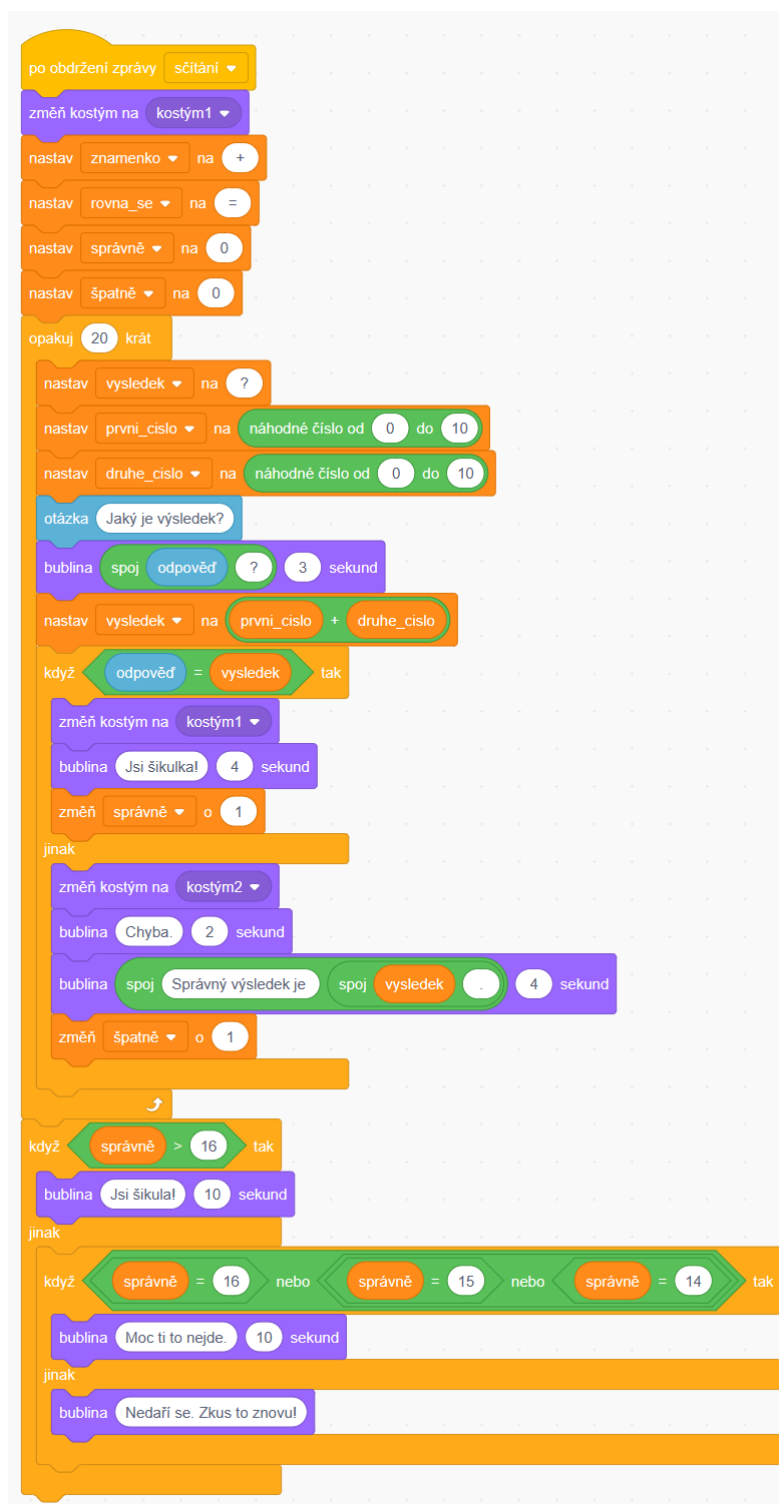 po obdržení zprávy sčítání
změň kostým na kostým1
nastav znamenko na +
nastav rovna_se na =
nastav správně na 0
nastav špatně na 0
opakuj 20 krát
nastav vysledek na ?
nastav prvni_cislo na náhodné číslo od 0 do 10
nastav druhe_cislo na náhodné číslo od 0 do 10
otázka Jaký je výsledek?
bublina spoj odpověď ? 3 sekund
nastav vysledek na prvni_cislo + druhe_cislo
když odpověď = vysledek tak
změň kostým na kostým1
bublina Jsi šikulka! 4 sekund
změň správně o 1
jinak
změň kostým na kostým2
bublina Chyba. 2 sekund
bublina spoj Správný výsledek je spoj vysledek . 4 sekund
změň špatně o 1
když správně > 16 tak
bublina Jsi šikula! 10 sekund
jinak
když správně = 16 nebo správně = 15 nebo správně = 14 tak
bublina Moc ti to nejde. 10 sekund
jinak
bublina Nedaří se. Zkus to znovu!